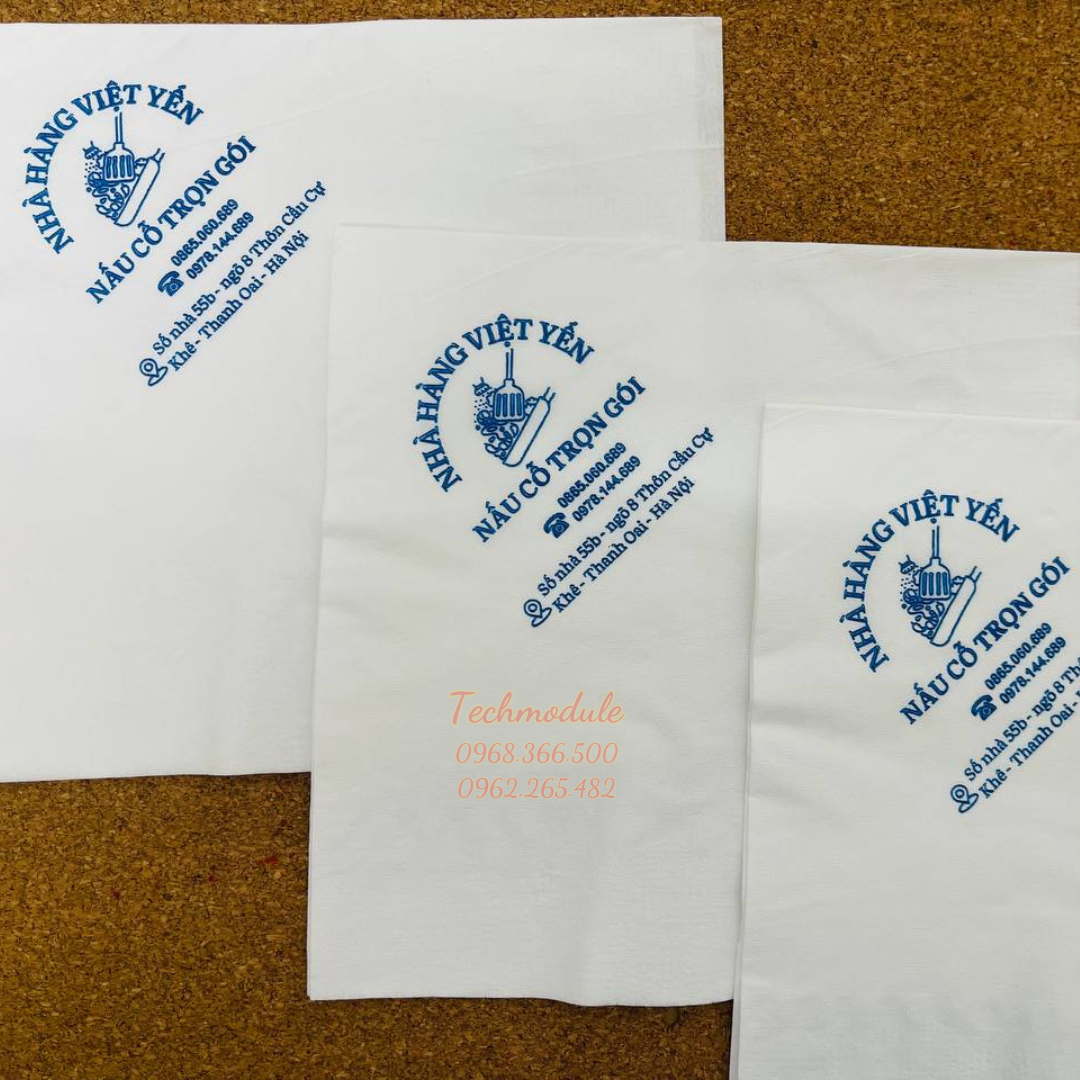 NHÀ HÀNG VIỆT YẾN
NẤU CỖ TRỌN GÓI
0865.060.689
0978.144.689
Số nhà 55b - ngõ 8 Thôn Cầu Cự
Khê - Thanh Oai - Hà Nội
NHÀ HÀNG VIỆT YẾN
NẤU CỖ TRỌN GÓI
0865.060.689
0978.144.689
Số nhà 55b - ngõ 8 Thôn Cầu Cự
Khê - Thanh Oai - Hà Nội
Techmodule
0968.366.500
0962.265.482
NHÀ HÀNG VIỆT YẾN
NẤU CỖ TRỌN GÓI
0865.060.689
0978.144.689
Số nhà 55b - ngõ 8 Th
Khê - Thanh Oai -